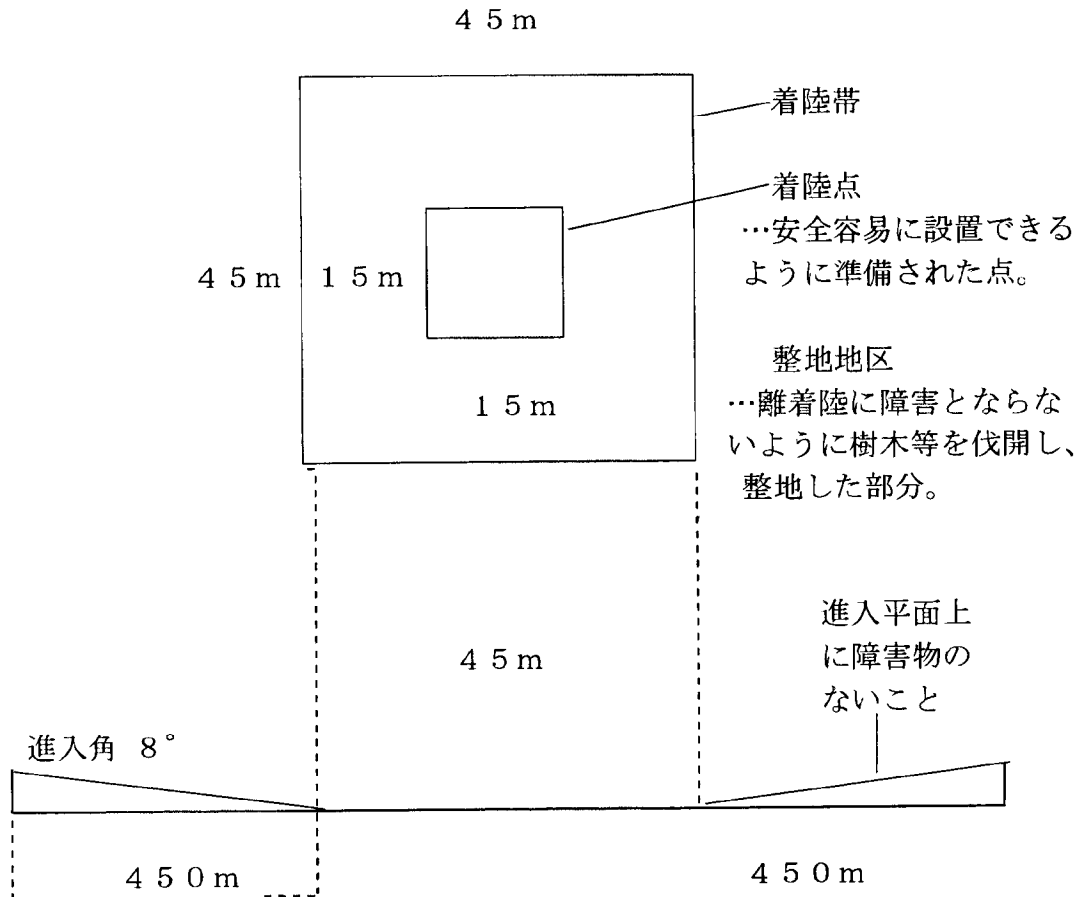 ４５ｍ
着陸帯
着陸点
…安全容易に設置できる
ように準備された点。
４５ｍ
１５ｍ
整地地区
１５ｍ
…離着陸に障害とならな
いように樹木等を伐開し、
整地した部分。
進入平面上
に障害物の
ないこと
４５ｍ
進入角 ８°
４５０ｍ
４５０ｍ